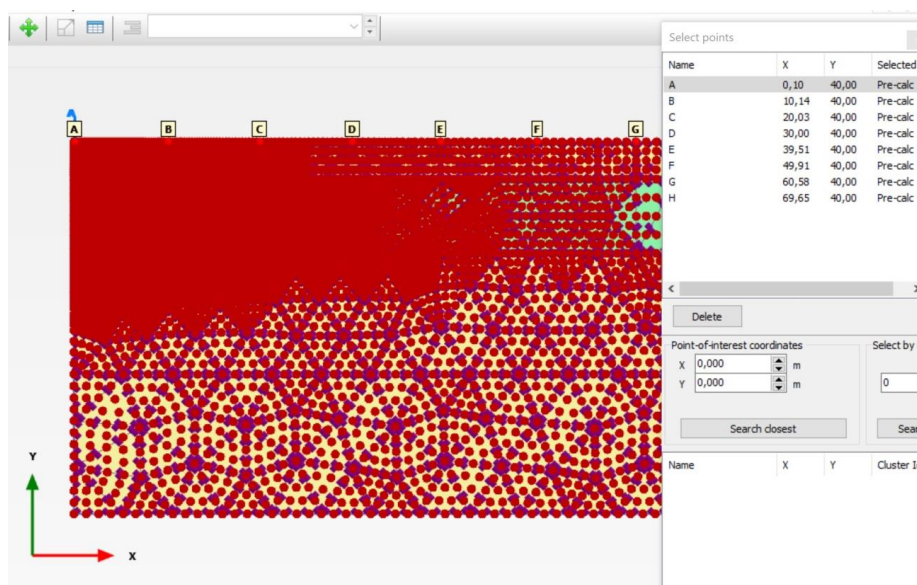 Select points
Name X Y Selected
A 0,10 40,00 Pre-calc
B 10,14 40,00 Pre-calc
C 20,03 40,00 Pre-calc
D 30,00 40,00 Pre-calc
E 39,51 40,00 Pre-calc
F 49,91 40,00 Pre-calc
G 60,58 40,00 Pre-calc
H 69,65 40,00 Pre-calc
A B C D E F G
Delete
Point-of-interest coordinates
X 0,000 m
Y 0,000 m
Search closest
Select by
0
Sea
Name X Y Cluster I
Y
X